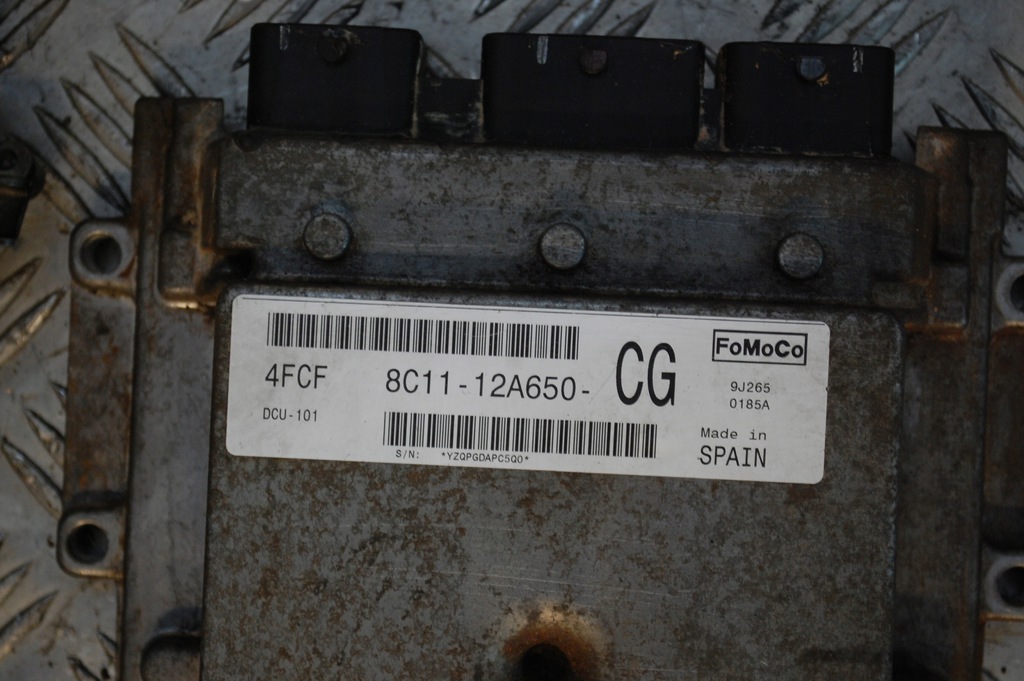 FoMoCo
4FCF 8C11-12A650- CG
9J265
0185A
DCU-101
Made in
SPAIN
S/N: *YZQPGDAPC5Q0*